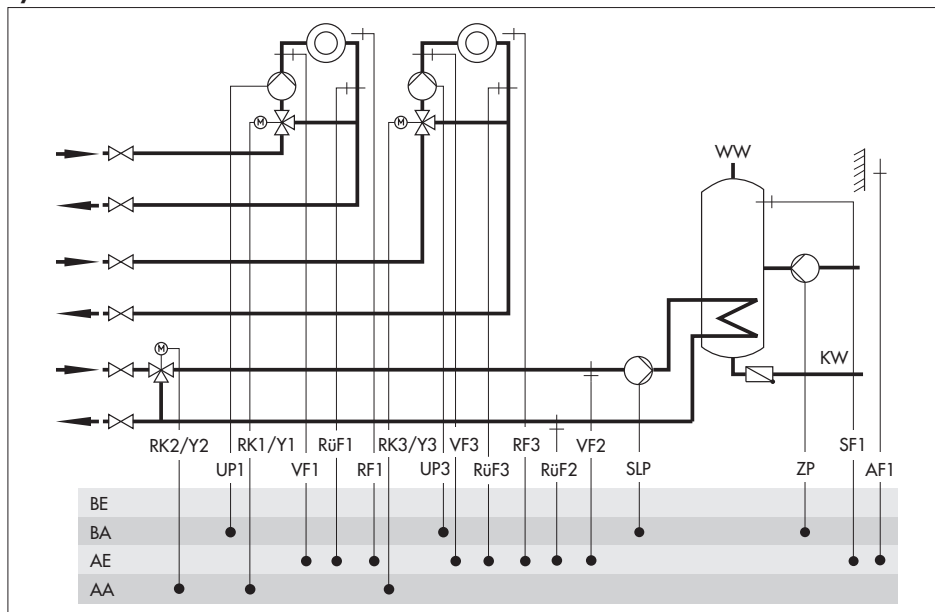 M
M
WW
M
KW
RK2/Y2 RK1/Y1 RüF1 RK3/Y3 VF3 RF3 VF2 SF1
UP1 VF1 RF1 UP3 RüF3 RüF2 SLP ZP AF1
BE
BA
AE
AA